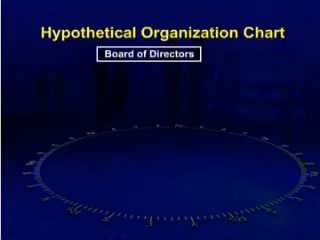 Hypothetical Organization Chart
Board of Directors